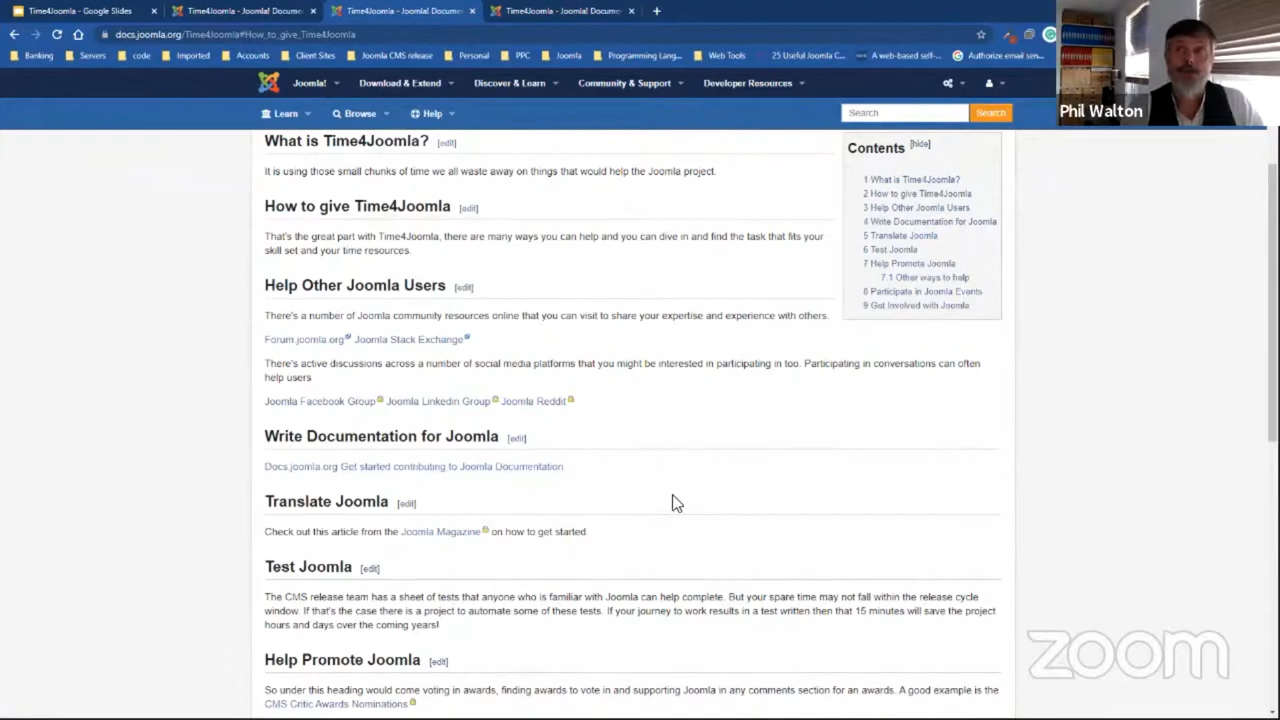 Time4Joomla - Google Slides
Time4Joomla - Joomla! Docume
Time4Joomla - Joomla! Docume
Time4Joomla - Joomla! Docume
docs.joomla.org/Time4Joomla#How_to_give_Time4Joomla
Banking Servers code Imported Accounts Client Sites Joomla CMS release Personal PPC Joomla Programming Lang... Web Tools 25 Useful Joomla C... A web-based self-... Authorize email sen...
Joomla! Download & Extend Discover & Learn Community & Support Developer Resources
Phil Walton
Learn Browse Help Search Search
What is Time4Joomla? [edit]
It is using those small chunks of time we all waste away on things that would help the Joomla project.
How to give Time4Joomla [edit]
That's the great part with Time4Joomla, there are many ways you can help and you can dive in and find the task that fits your
skill set and your time resources.
Contents [hide]
1 What is Time4Joomla?
2 How to give Time4Joomla
3 Help Other Joomla Users
4 Write Documentation for Joomla
5 Translate Joomla
6 Test Joomla
7 Help Promote Joomla
7.1 Other ways to help
8 Participate in Joomla Events
9 Get Involved with Joomla
Help Other Joomla Users [edit]
There's a number of Joomla community resources online that you can visit to share your expertise and experience with others.
Forum.joomla.org Joomla Stack Exchange
There's active discussions across a number of social media platforms that you might be interested in participating in too. Participating in conversations can often
help users
Joomla Facebook Group Joomla Linkedin Group Joomla Reddit
Write Documentation for Joomla [edit]
Docs.joomla.org Get started contributing to Joomla Documentation.
Translate Joomla [edit]
Check out this article from the Joomla Magazine on how to get started.
Test Joomla [edit]
The CMS release team has a sheet of tests that anyone who is familiar with Joomla can help complete. But your spare time may not fall within the release cycle
window. If that's the case there is a project to automate some of these tests. If your journey to work results in a test written then that 15 minutes will save the project
hours and days over the coming years!
Help Promote Joomla [edit]
So under this heading would come voting in awards, finding awards to vote in and supporting Joomla in any comments section for an awards. A good example is the
CMS Critic Awards Nominations
zoom